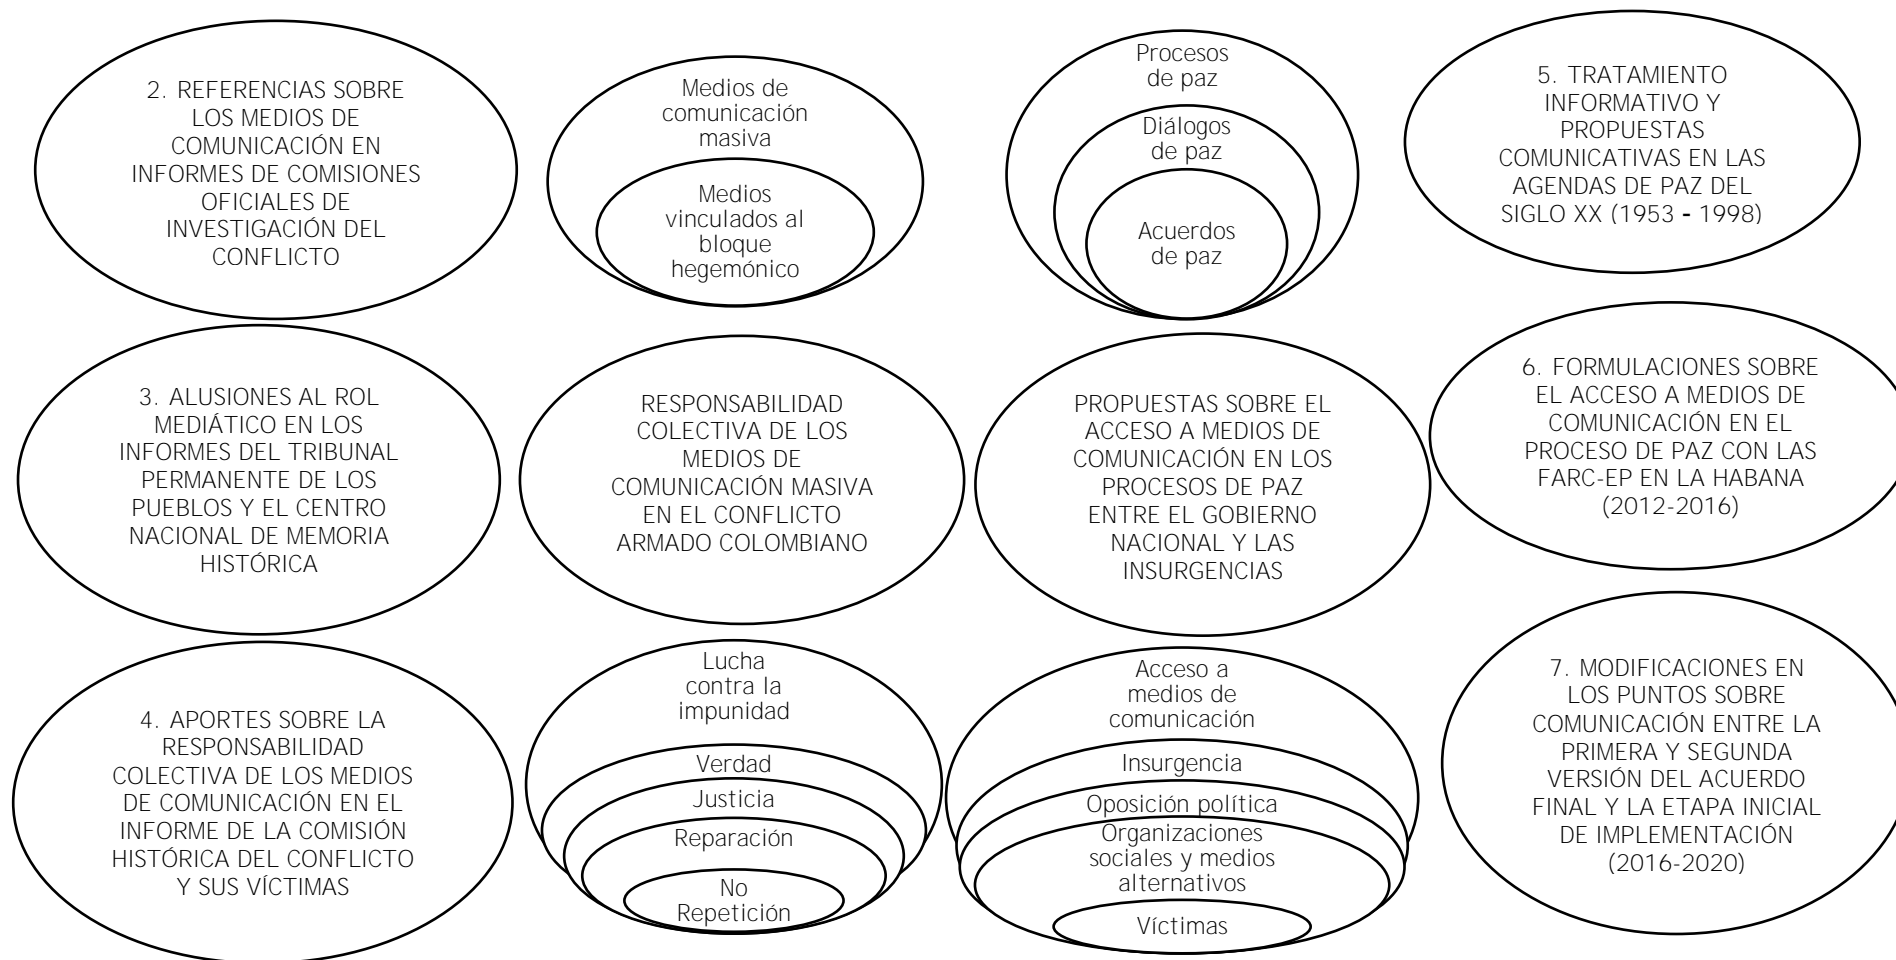 2. REFERENCIAS SOBRE
LOS MEDIOS DE
COMUNICACIÓN EN
INFORMES DE COMISIONES
OFICIALES DE
INVESTIGACIÓN DEL
CONFLICTO
Medios de
comunicación
masiva
Medios
vinculados al
bloque
hegemónico
Procesos
de paz
Diálogos
de paz
Acuerdos
de paz
5. TRATAMIENTO
INFORMATIVO Y
PROPUESTAS
COMUNICATIVAS EN LAS
AGENDAS DE PAZ DEL
SIGLO XX (1953 - 1998)
3. ALUSIONES AL ROL
MEDIÁTICO EN LOS
INFORMES DEL TRIBUNAL
PERMANENTE DE LOS
PUEBLOS Y EL CENTRO
NACIONAL DE MEMORIA
HISTÓRICA
RESPONSABILIDAD
COLECTIVA DE LOS
MEDIOS DE
COMUNICACIÓN MASIVA
EN EL CONFLICTO
ARMADO COLOMBIANO
PROPUESTAS SOBRE EL
ACCESO A MEDIOS DE
COMUNICACIÓN EN LOS
PROCESOS DE PAZ
ENTRE EL GOBIERNO
NACIONAL Y LAS
INSURGENCIAS
6. FORMULACIONES SOBRE
EL ACCESO A MEDIOS DE
COMUNICACIÓN EN EL
PROCESO DE PAZ CON LAS
FARC-EP EN LA HABANA
(2012-2016)
4. APORTES SOBRE LA
RESPONSABILIDAD
COLECTIVA DE LOS MEDIOS
DE COMUNICACIÓN EN EL
INFORME DE LA COMISIÓN
HISTÓRICA DEL CONFLICTO
Y SUS VÍCTIMAS
Lucha
contra la
impunidad
Verdad
Justicia
Reparación
No
Repetición
Acceso a
medios de
comunicación
Insurgencia
Oposición política
Organizaciones
sociales y medios
alternativos
Víctimas
7. MODIFICACIONES EN
LOS PUNTOS SOBRE
COMUNICACIÓN ENTRE LA
PRIMERA Y SEGUNDA
VERSIÓN DEL ACUERDO
FINAL Y LA ETAPA INICIAL
DE IMPLEMENTACIÓN
(2016-2020)